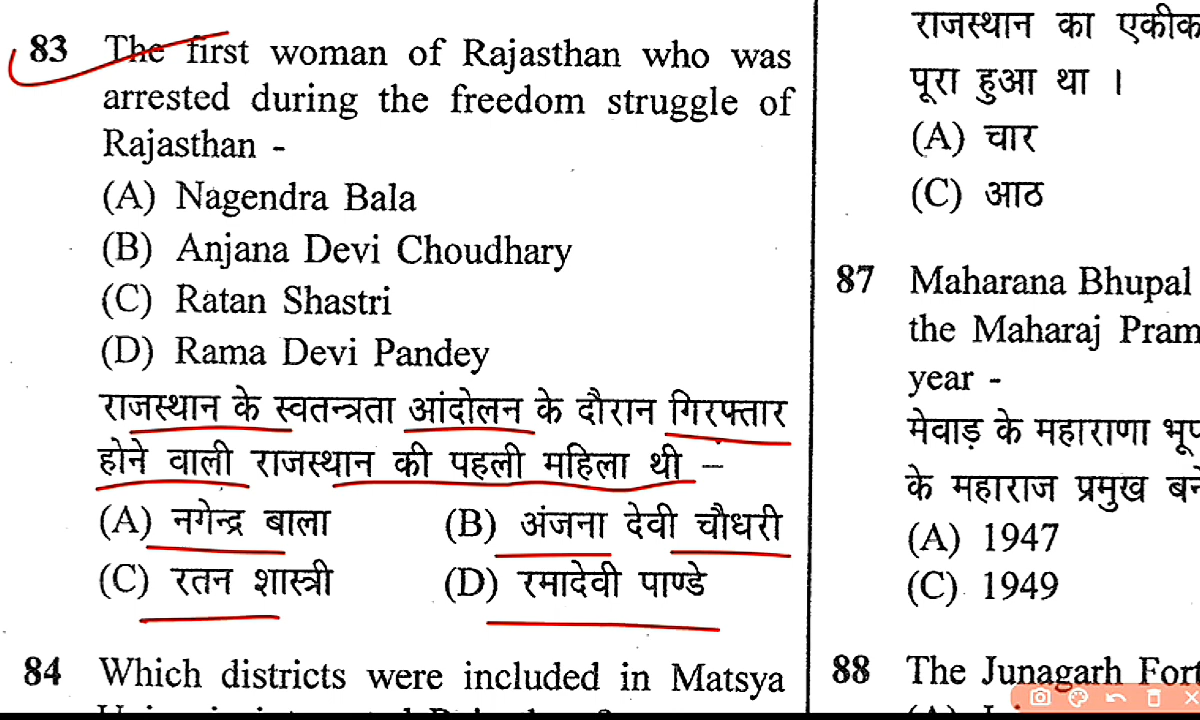 83 The first woman of Rajasthan who was
arrested during the freedom struggle of
Rajasthan -
(A) Nagendra Bala
(B) Anjana Devi Choudhary
(C) Ratan Shastri
(D) Rama Devi Pandey
राजस्थान के स्वतन्त्रता आंदोलन के दौरान गिरफ्तार
होने वाली राजस्थान की पहली महिला थी –
(A) नगेन्द्र बाला (B) अंजना देवी चौधरी
(C) रतन शास्त्री (D) रमादेवी पाण्डे
84 Which districts were included in Matsya
राजस्थान का एकीक
पूरा हुआ था ।
(A) चार
(C) आठ
87 Maharana Bhupal
the Maharaj Pram
year -
मेवाड़ के महाराणा भूप
के महाराज प्रमुख बन
(A) 1947
(C) 1949
88 The Junagarh Fort